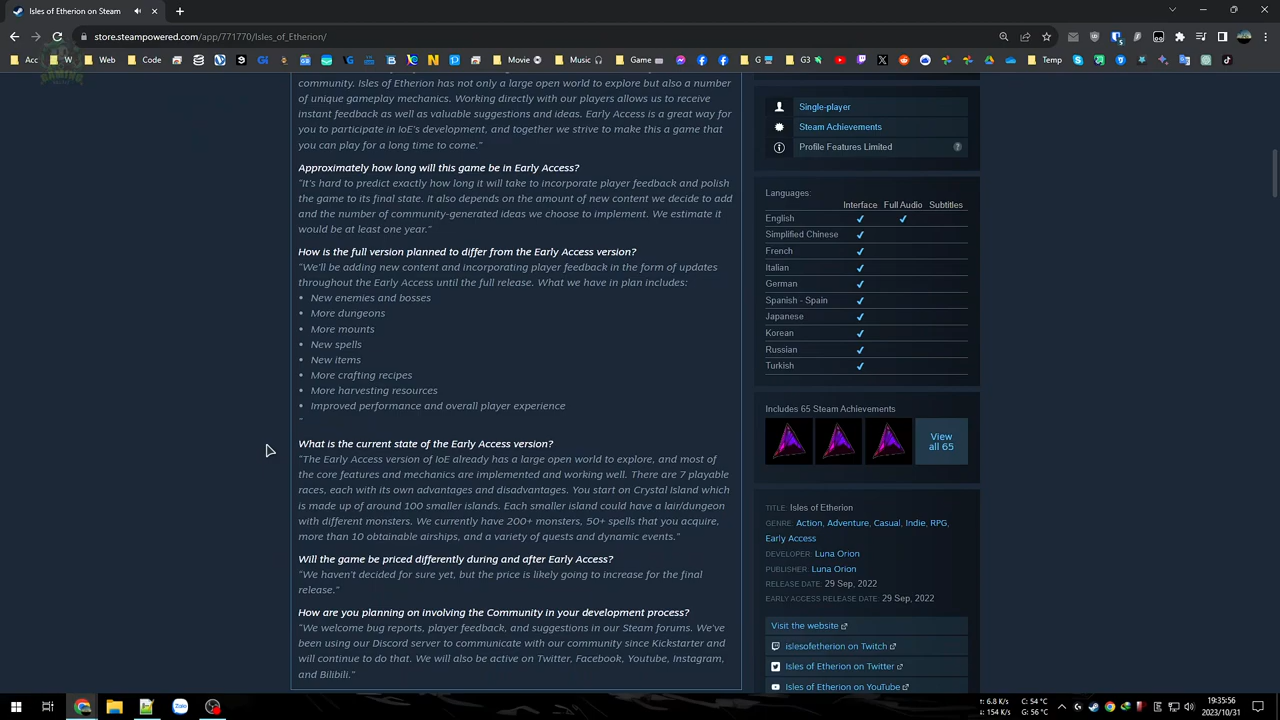 Isles of Etherion on Steam
store.steampowered.com/app/771770/Isles_of_Etherion/
Acc
W
Web
Code
Movie
Music
Game
G3
G
Temp
community. Isles of Etherion has not only a large open world to explore but also a number
of unique gameplay mechanics. Working directly with our players allows us to receive
instant feedback as well as valuable suggestions and ideas. Early Access is a great way for
you to participate in IoE's development, and together we strive to make this a game that
you can play for a long time to come."
Approximately how long will this game be in Early Access?
"It's hard to predict exactly how long it will take to incorporate player feedback and polish
the game to its final state. It also depends on the amount of new content we decide to add
and the number of community-generated ideas we choose to implement. We estimate it
would be at least one year."
How is the full version planned to differ from the Early Access version?
"We'll be adding new content and incorporating player feedback in the form of updates
throughout the Early Access until the full release. What we have in plan includes:
• New enemies and bosses
• More dungeons
• More mounts
• New spells
• New items
• More crafting recipes
• More harvesting resources
• Improved performance and overall player experience
"
What is the current state of the Early Access version?
"The Early Access version of IoE already has a large open world to explore, and most of
the core features and mechanics are implemented and working well. There are 7 playable
races, each with its own advantages and disadvantages. You start on Crystal Island which
is made up of around 100 smaller islands. Each smaller island could have a lair/dungeon
with different monsters. We currently have 200+ monsters, 50+ spells that you acquire,
more than 10 obtainable airships, and a variety of quests and dynamic events."
Will the game be priced differently during and after Early Access?
"We haven't decided for sure yet, but the price is likely going to increase for the final
release."
How are you planning on involving the Community in your development process?
"We welcome bug reports, player feedback, and suggestions in our Steam forums. We've
been using our Discord server to communicate with our community since Kickstarter and
will continue to do that. We will also be active on Twitter, Facebook, Youtube, Instagram,
and Bilibili."
Single-player
Steam Achievements
Profile Features Limited ?
Languages:
Interface Full Audio Subtitles
English ✔ ✔
Simplified Chinese ✔
French ✔
Italian ✔
German ✔
Spanish - Spain ✔
Japanese ✔
Korean ✔
Russian ✔
Turkish ✔
Includes 65 Steam Achievements
View
all 65
TITLE: Isles of Etherion
GENRE: Action, Adventure, Casual, Indie, RPG,
Early Access
DEVELOPER: Luna Orion
PUBLISHER: Luna Orion
RELEASE DATE: 29 Sep, 2022
EARLY ACCESS RELEASE DATE: 29 Sep, 2022
Visit the website
islesofetherion on Twitch
Isles of Etherion on Twitter
Isles of Etherion on YouTube
: 6.8 K/s C: 54 °C
: 154 K/s G: 56 °C
19:35:56
2023/10/31